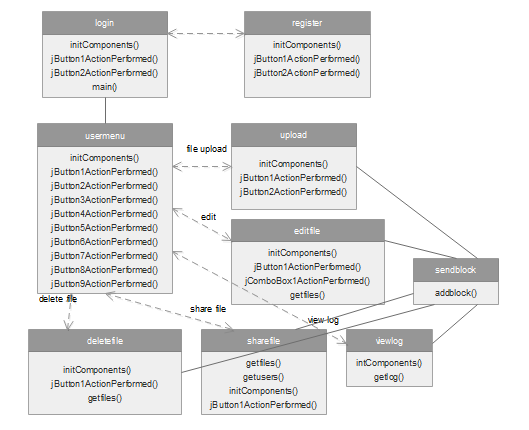 login
initComponents()
jButton1ActionPerformed()
jButton2ActionPerformed()
main()
register
initComponents()
jButton1ActionPerformed()
jButton2ActionPerformed()
usermenu
initComponents()
jButton1ActionPerformed()
jButton2ActionPerformed()
jButton3ActionPerformed()
jButton4ActionPerformed()
jButton5ActionPerformed()
jButton6ActionPerformed()
jButton7ActionPerformed()
jButton8ActionPerformed()
jButton9ActionPerformed()
file upload
upload
initComponents()
jButton1ActionPerformed()
jButton2ActionPerformed()
edit
editfile
initComponents()
jButton1ActionPerformed()
jComboBox1ActionPerformed()
getfiles()
sendblock
addblock()
delete file
share file
view log
deletefile
initComponents()
jButton1ActionPerformed()
getfiles()
sharefile
getfiles()
getusers()
initComponents()
jButton1ActionPerformed()
viewlog
intComponents()
getlog()